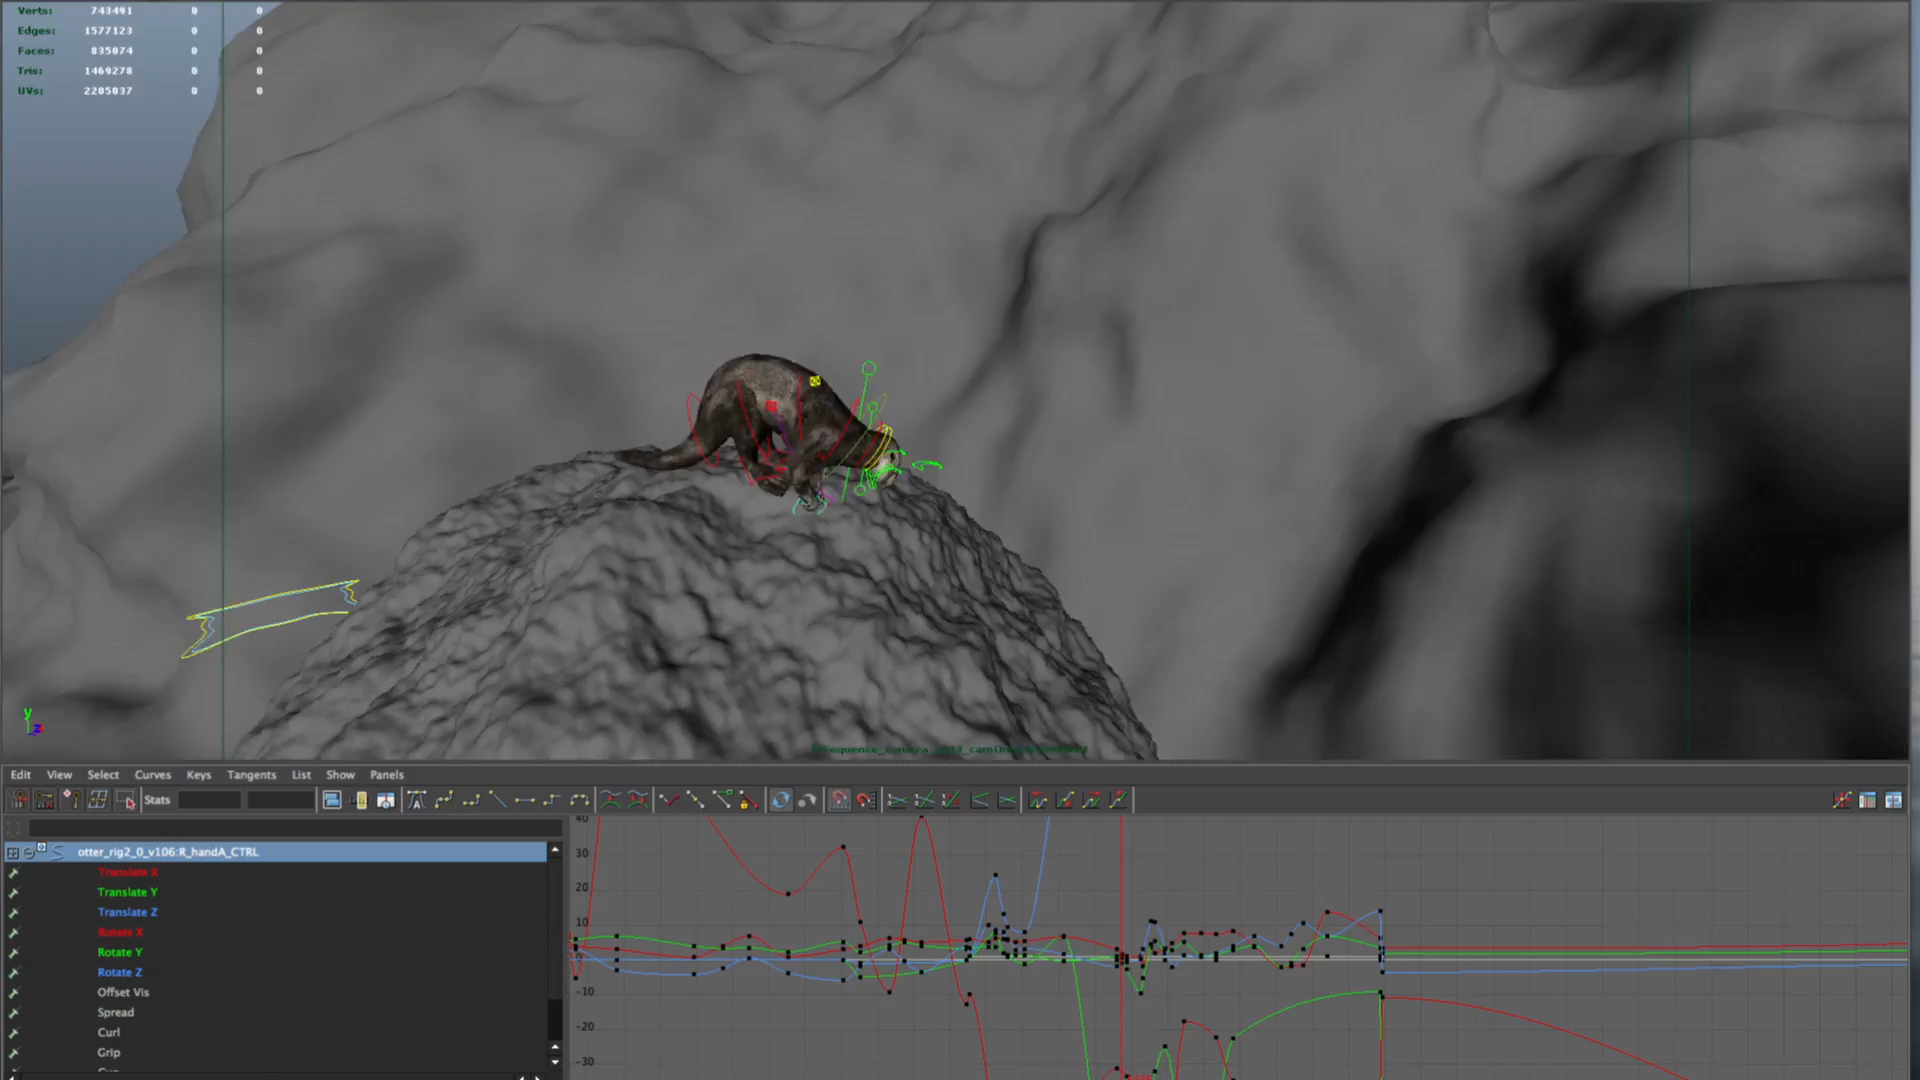 Verts: 743491 0 0
Edges: 1577123 0 0
Faces: 835074 0 0
Tris: 1469278 0 0
UVs: 2205037 0 0
y
z
Edit View Select Curves Keys Tangents List Show Panels
Stats
otter_rig2_0_v106:R_handA_CTRL
Translate X
Translate Y
Translate Z
Rotate X
Rotate Y
Rotate Z
Offset Vis
Spread
Curl
Grip
40
30
20
10
0
-10
-20
-30